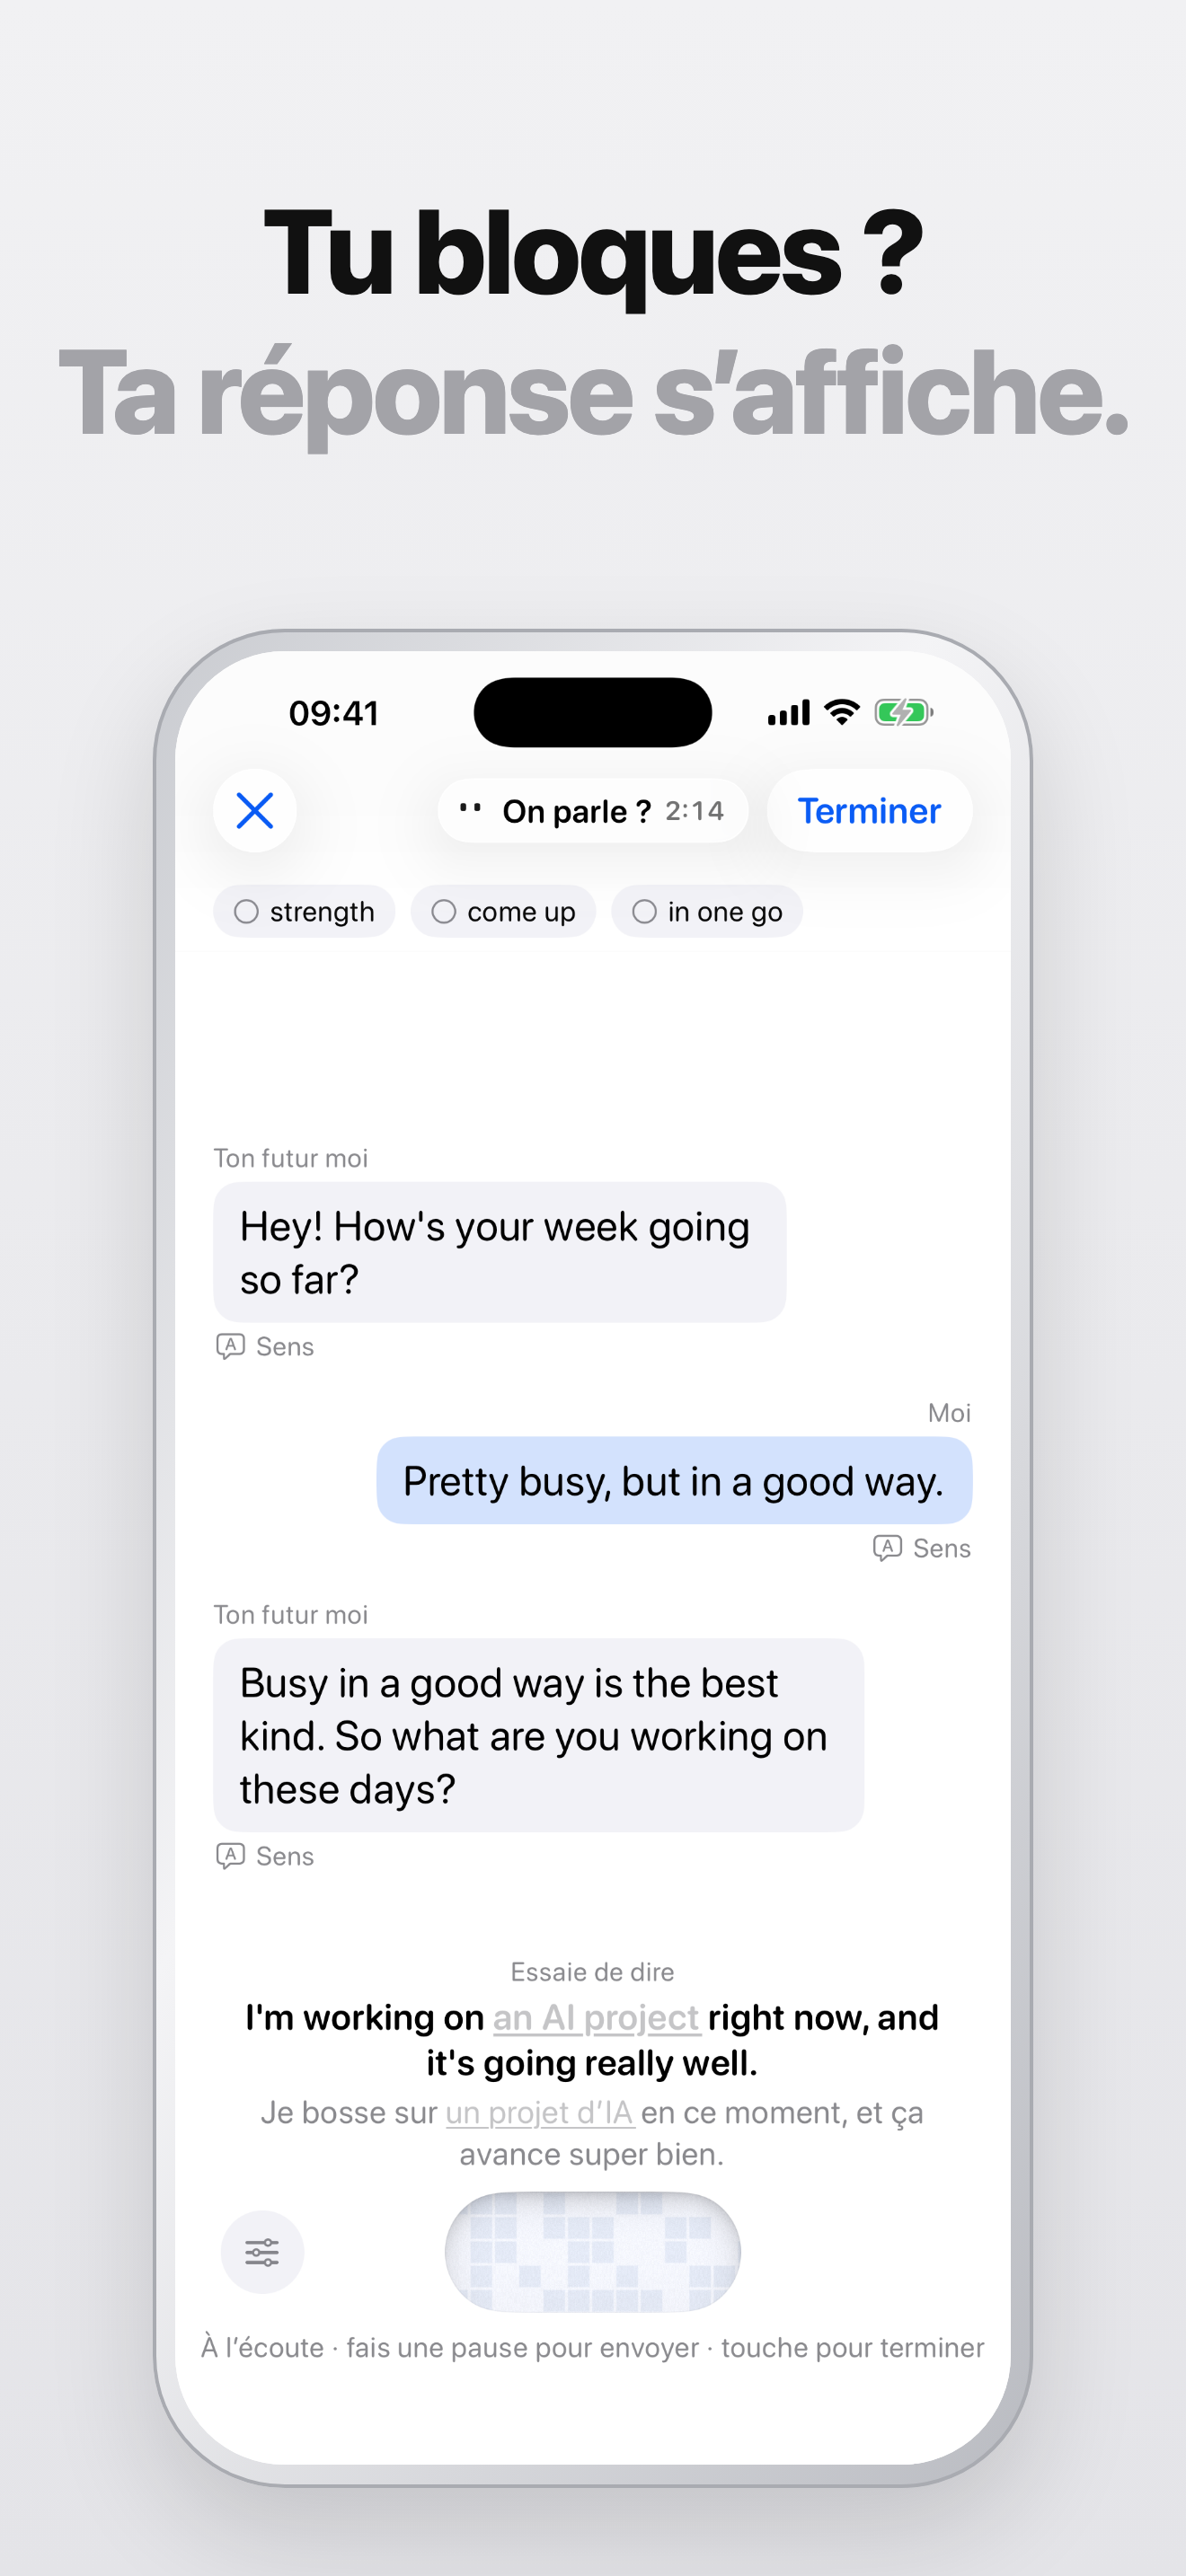 Tu bloques ?
Ta réponse s’affiche.
09:41
On parle ? 2:14
Terminer
strength
come up
in one go
Ton futur moi
Hey! How's your week going
so far?
A Sens
Moi
Pretty busy, but in a good way.
A Sens
Ton futur moi
Busy in a good way is the best
kind. So what are you working on
these days?
A Sens
Essaie de dire
I'm working on an AI project right now, and
it's going really well.
Je bosse sur un projet d’IA en ce moment, et ça
avance super bien.
À l’écoute · fais une pause pour envoyer · touche pour terminer